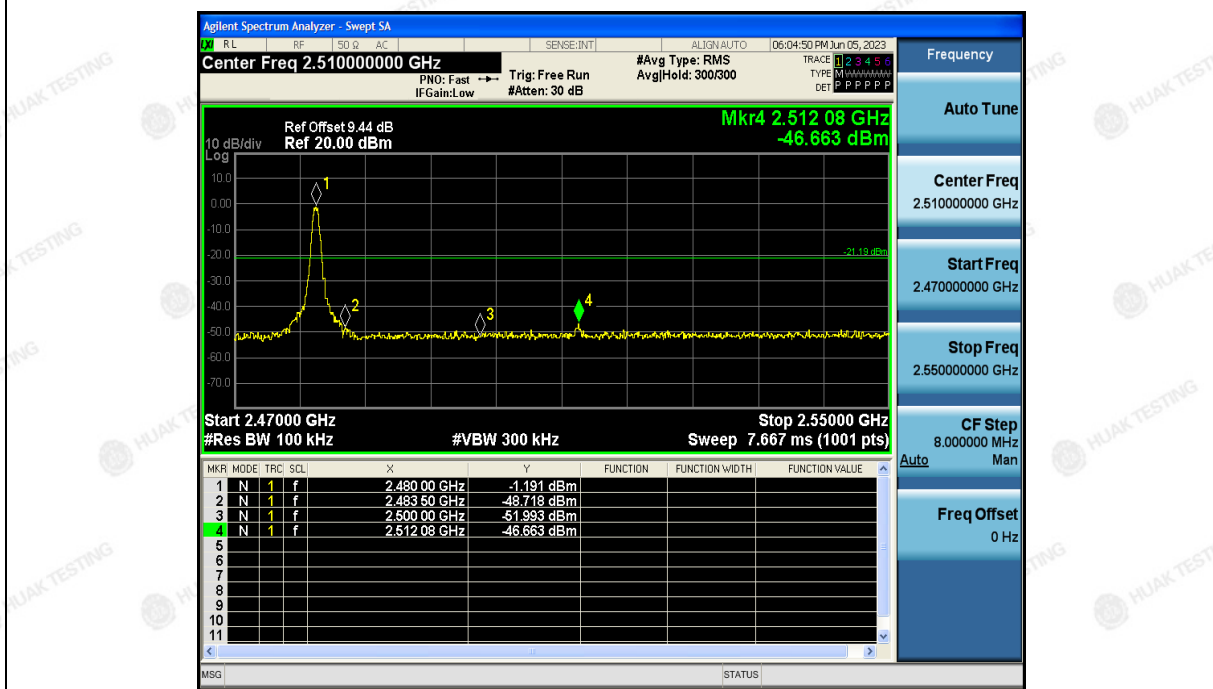 Agilent Spectrum Analyzer - Swept SA
LXI RL RF 50 Ω AC SENSE:INT ALIGN AUTO 06:04:50 PM Jun 05, 2023
Center Freq 2.510000000 GHz
PNO: Fast
IFGain:Low
Trig: Free Run
#Atten: 30 dB
#Avg Type: RMS
Avg|Hold: 300/300
TRACE 1 2 3 4 5 6
TYPE M WWWWW
DET P P P P P P
Mkr4 2.512 08 GHz
-46.663 dBm
Ref Offset 9.44 dB
10 dB/div Ref 20.00 dBm
Log
10.0
0.00
-10.0
-20.0
-30.0
-40.0
-50.0
-60.0
-70.0
1
2
3
4
-21.19 dBm
Start 2.47000 GHz Stop 2.55000 GHz
#Res BW 100 kHz #VBW 300 kHz Sweep 7.667 ms (1001 pts)
MKR MODE TRC SCL X Y FUNCTION FUNCTION WIDTH FUNCTION VALUE
1 N 1 f 2.480 00 GHz -1.191 dBm
2 N 1 f 2.483 50 GHz -48.718 dBm
3 N 1 f 2.500 00 GHz -51.993 dBm
4 N 1 f 2.512 08 GHz -46.663 dBm
5
6
7
8
9
10
11
MSG STATUS
Frequency
Auto Tune
Center Freq
2.510000000 GHz
Start Freq
2.470000000 GHz
Stop Freq
2.550000000 GHz
CF Step
8.000000 MHz
Auto Man
Freq Offset
0 Hz
HUAK TESTING
HUAK TESTING
HUAK TESTING
HUAK TESTING